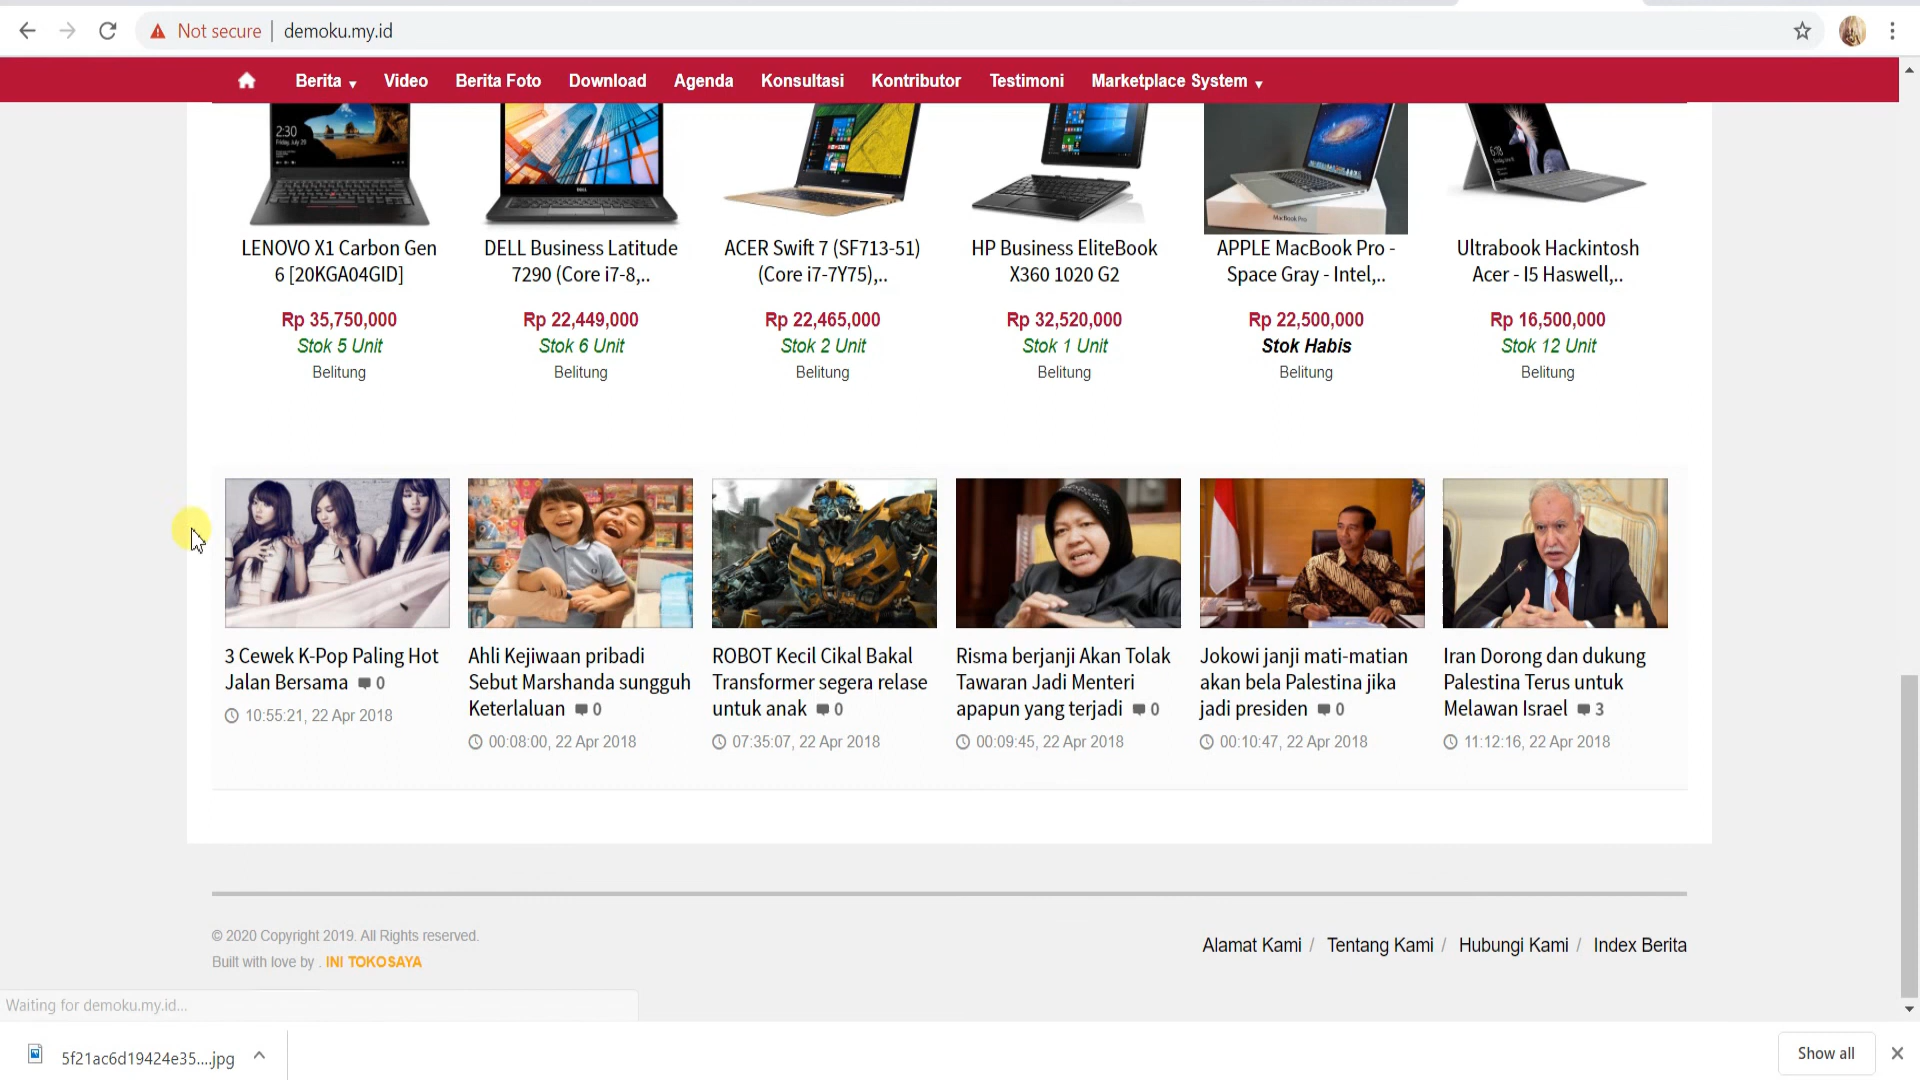 Not secure
demoku.my.id
Berita Video Berita Foto Download Agenda Konsultasi Kontributor Testimoni Marketplace System
2:30
Friday, July 29
DELL
MacBook Pro
6:18
LENOVO X1 Carbon Gen
6 [20KGA04GID]
Rp 35,750,000
Stok 5 Unit
Belitung
DELL Business Latitude
7290 (Core i7-8,..
Rp 22,449,000
Stok 6 Unit
Belitung
ACER Swift 7 (SF713-51)
(Core i7-7Y75),..
Rp 22,465,000
Stok 2 Unit
Belitung
HP Business EliteBook
X360 1020 G2
Rp 32,520,000
Stok 1 Unit
Belitung
APPLE MacBook Pro -
Space Gray - Intel,..
Rp 22,500,000
Stok Habis
Belitung
Ultrabook Hackintosh
Acer - I5 Haswell,..
Rp 16,500,000
Stok 12 Unit
Belitung
3 Cewek K-Pop Paling Hot
Jalan Bersama 0
10:55:21, 22 Apr 2018
Ahli Kejiwaan pribadi
Sebut Marshanda sungguh
Keterlaluan 0
00:08:00, 22 Apr 2018
ROBOT Kecil Cikal Bakal
Transformer segera relase
untuk anak 0
07:35:07, 22 Apr 2018
Risma berjanji Akan Tolak
Tawaran Jadi Menteri
apapun yang terjadi 0
00:09:45, 22 Apr 2018
Jokowi janji mati-matian
akan bela Palestina jika
jadi presiden 0
00:10:47, 22 Apr 2018
Iran Dorong dan dukung
Palestina Terus untuk
Melawan Israel 3
11:12:16, 22 Apr 2018
© 2020 Copyright 2019. All Rights reserved.
Built with love by . INI TOKOSAYA
Alamat Kami / Tentang Kami / Hubungi Kami / Index Berita
Waiting for demoku.my.id...
5f21ac6d19424e35....jpg
Show all